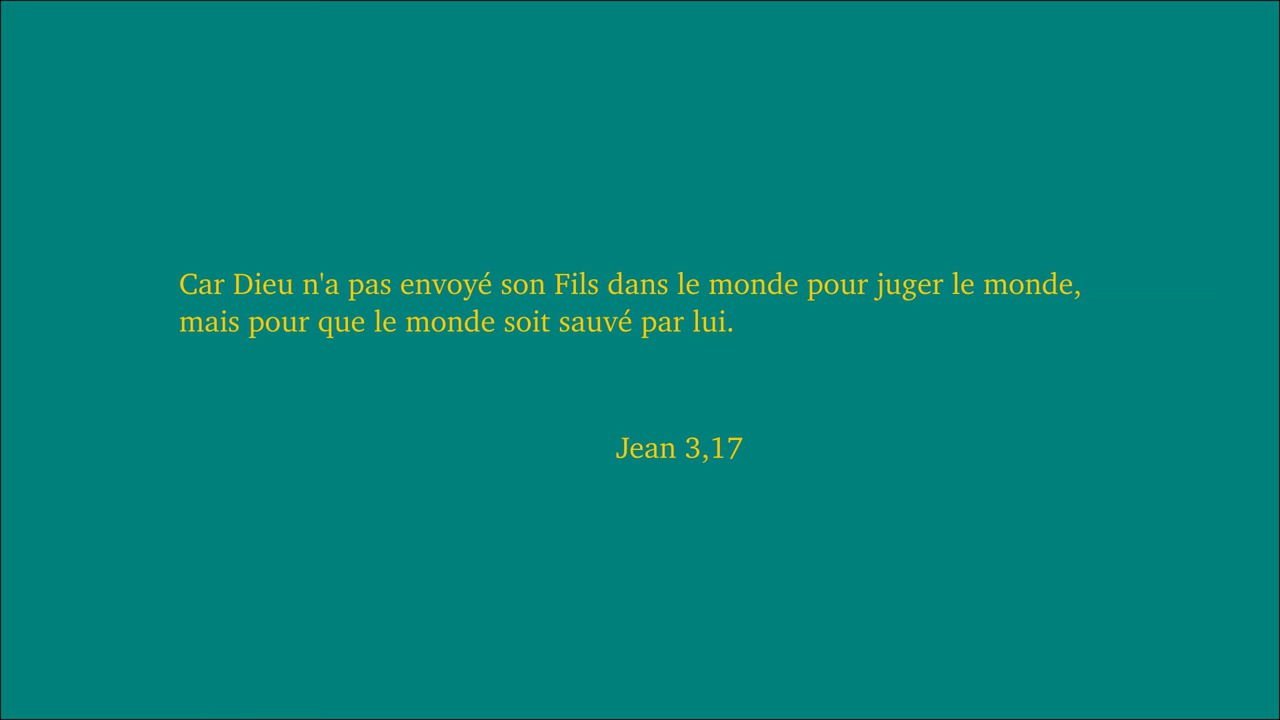 Car Dieu n'a pas envoyé son Fils dans le monde pour juger le monde,
mais pour que le monde soit sauvé par lui.
Jean 3,17